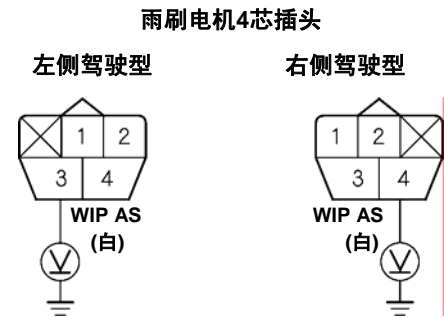 雨刷电机4芯插头
左侧驾驶型 右侧驾驶型
1 2 1 2
3 4 3 4
WIP AS WIP AS
(白) (白)
V V